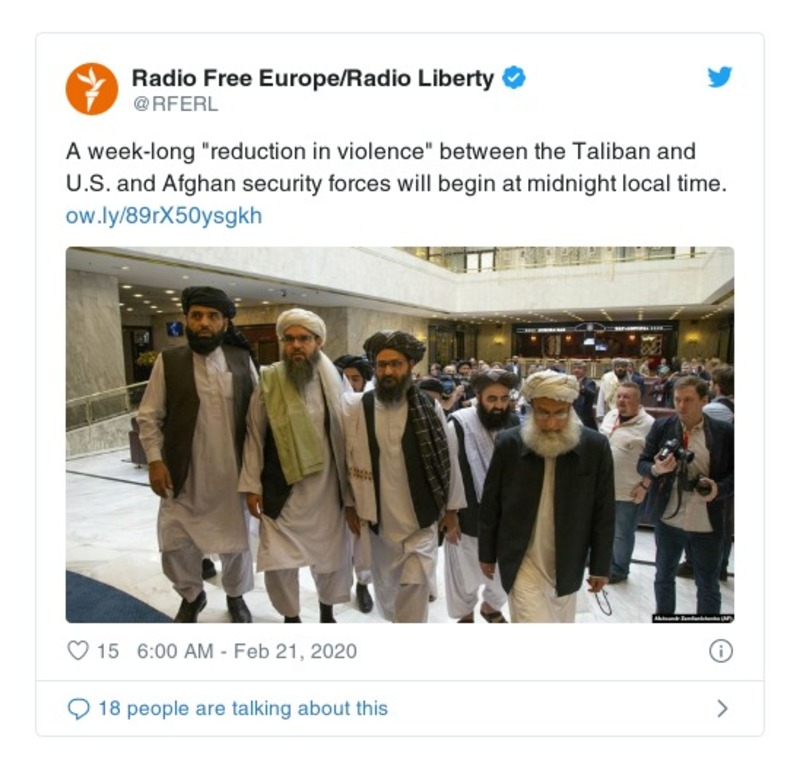 Radio Free Europe/Radio Liberty
@RFERL
A week-long "reduction in violence" between the Taliban and
U.S. and Afghan security forces will begin at midnight local time.
ow.ly/89rX50ysgkh
Aleksandr Zemlianichenko (AP)
15 6:00 AM - Feb 21, 2020
18 people are talking about this